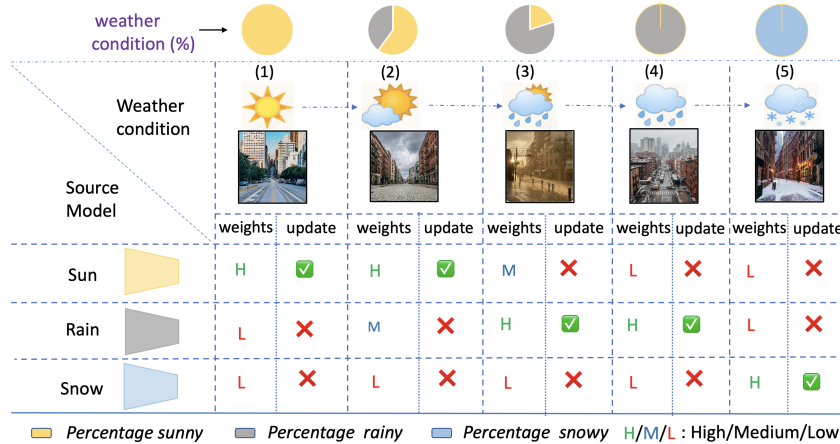 weather
condition (%)
(1) (2) (3) (4) (5)
Weather
condition
Source
Model
weights update weights update weights update weights update weights update
Sun H H M L L
Rain L M H H L
Snow L L L L H
Percentage sunny Percentage rainy Percentage snowy H/M/L : High/Medium/Low